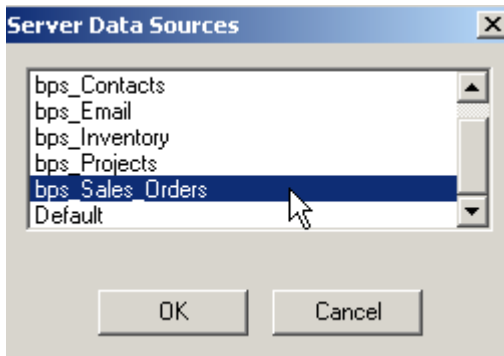 Server Data Sources
bps_Contacts
bps_Email
bps_Inventory
bps_Projects
bps_Sales_Orders
Default
OK
Cancel